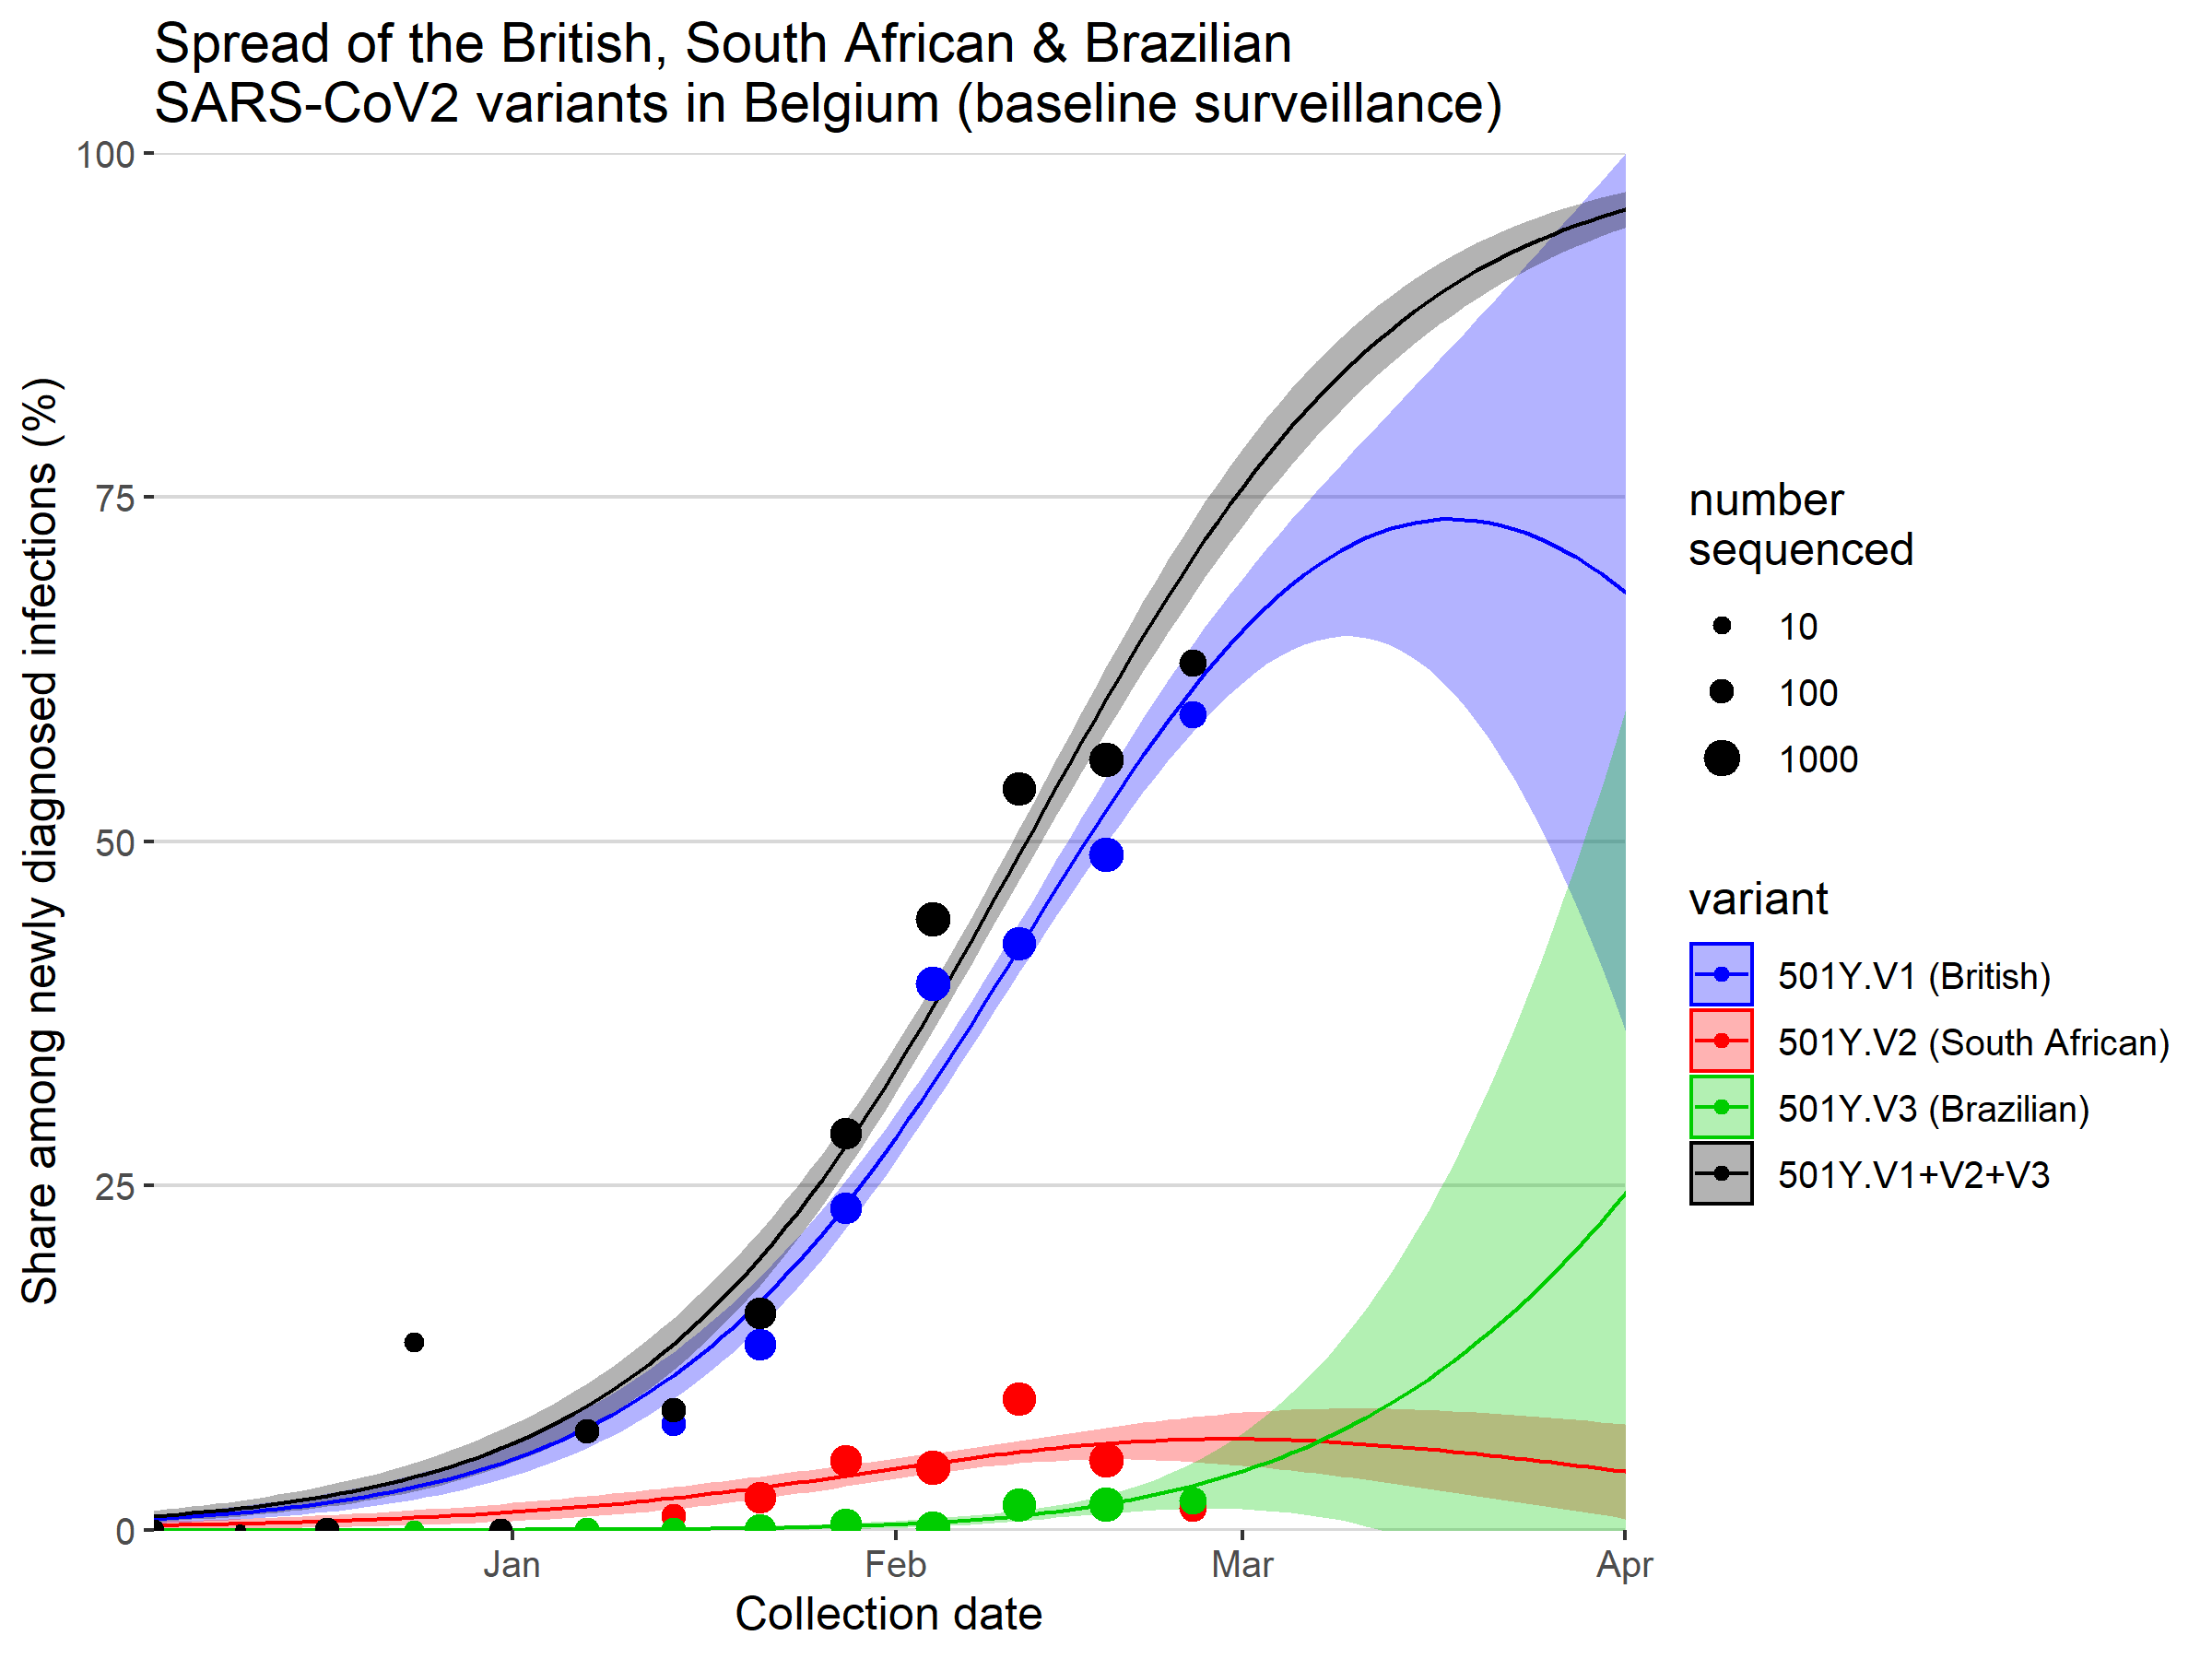 Spread of the British, South African & Brazilian
SARS-CoV2 variants in Belgium (baseline surveillance)
Share among newly diagnosed infections (%)
100
75
50
25
0
Jan
Feb
Mar
Apr
Collection date
number
sequenced
10
100
1000
variant
501Y.V1 (British)
501Y.V2 (South African)
501Y.V3 (Brazilian)
501Y.V1+V2+V3